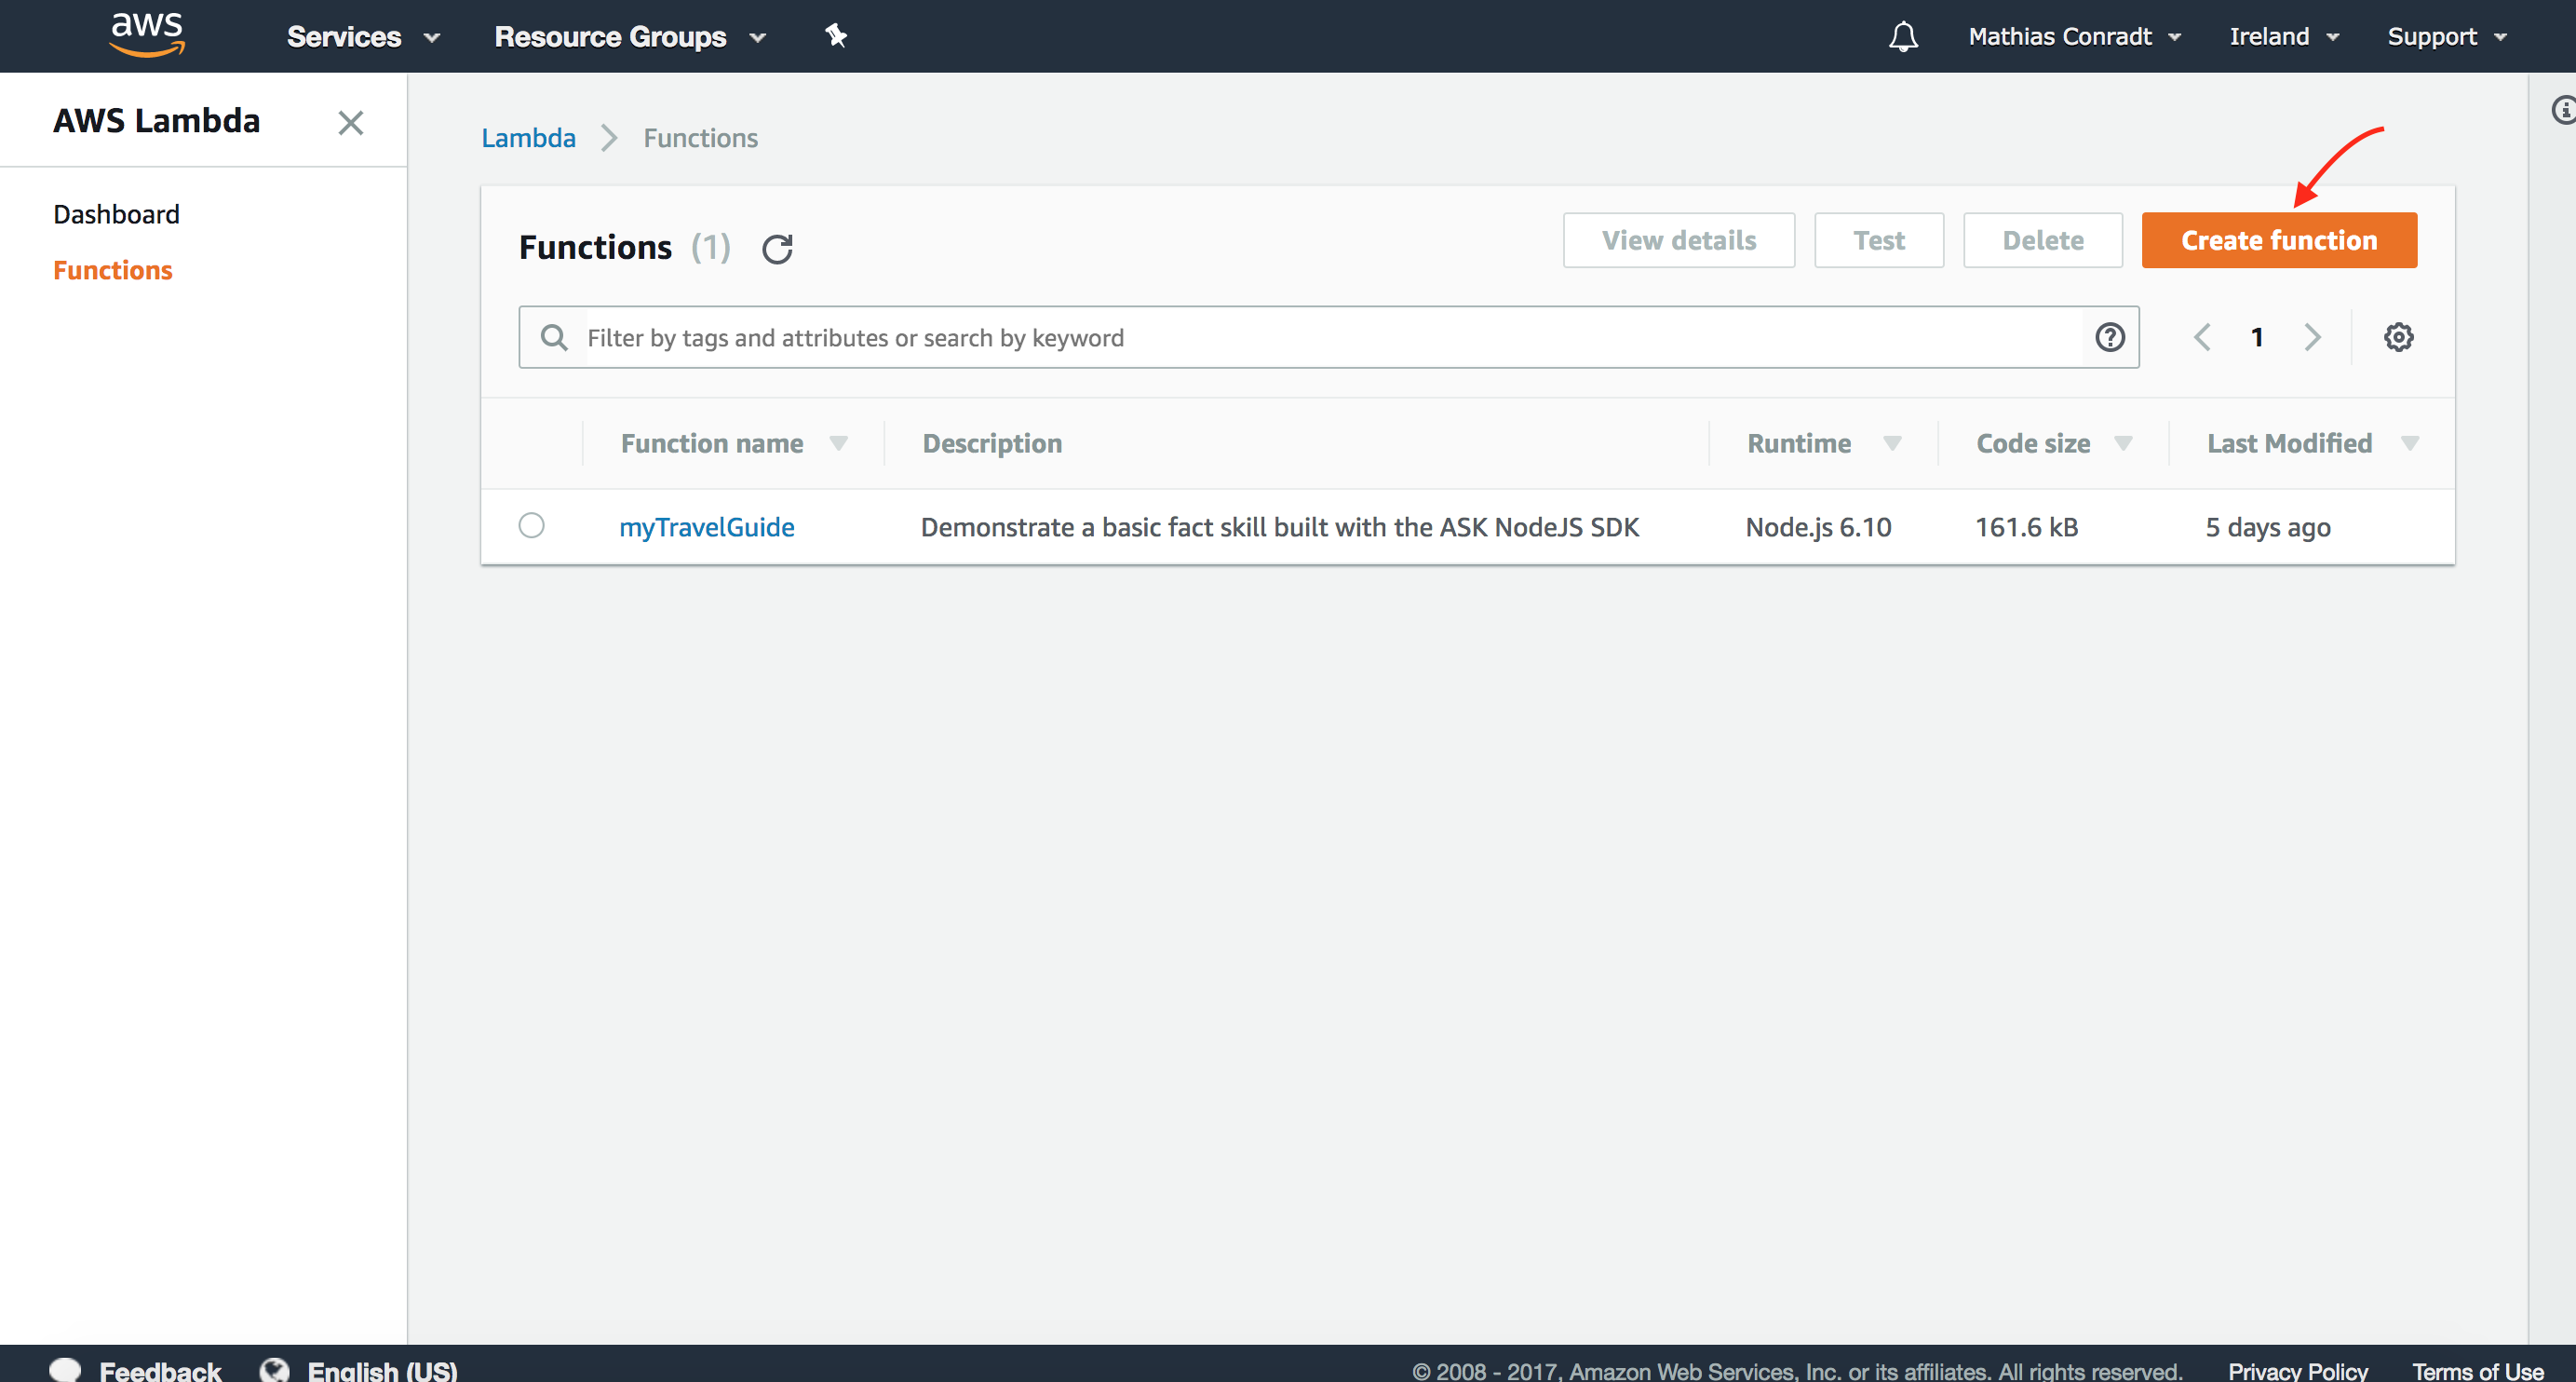 aws Services Resource Groups Mathias Conradt Ireland Support
AWS Lambda
Dashboard
Functions
Lambda Functions
Functions (1) View details Test Delete Create function
Filter by tags and attributes or search by keyword 1
Function name Description Runtime Code size Last Modified
myTravelGuide Demonstrate a basic fact skill built with the ASK NodeJS SDK Node.js 6.10 161.6 kB 5 days ago
Feedback English (US) © 2008 - 2017, Amazon Web Services, Inc. or its affiliates. All rights reserved. Privacy Policy Terms of Use